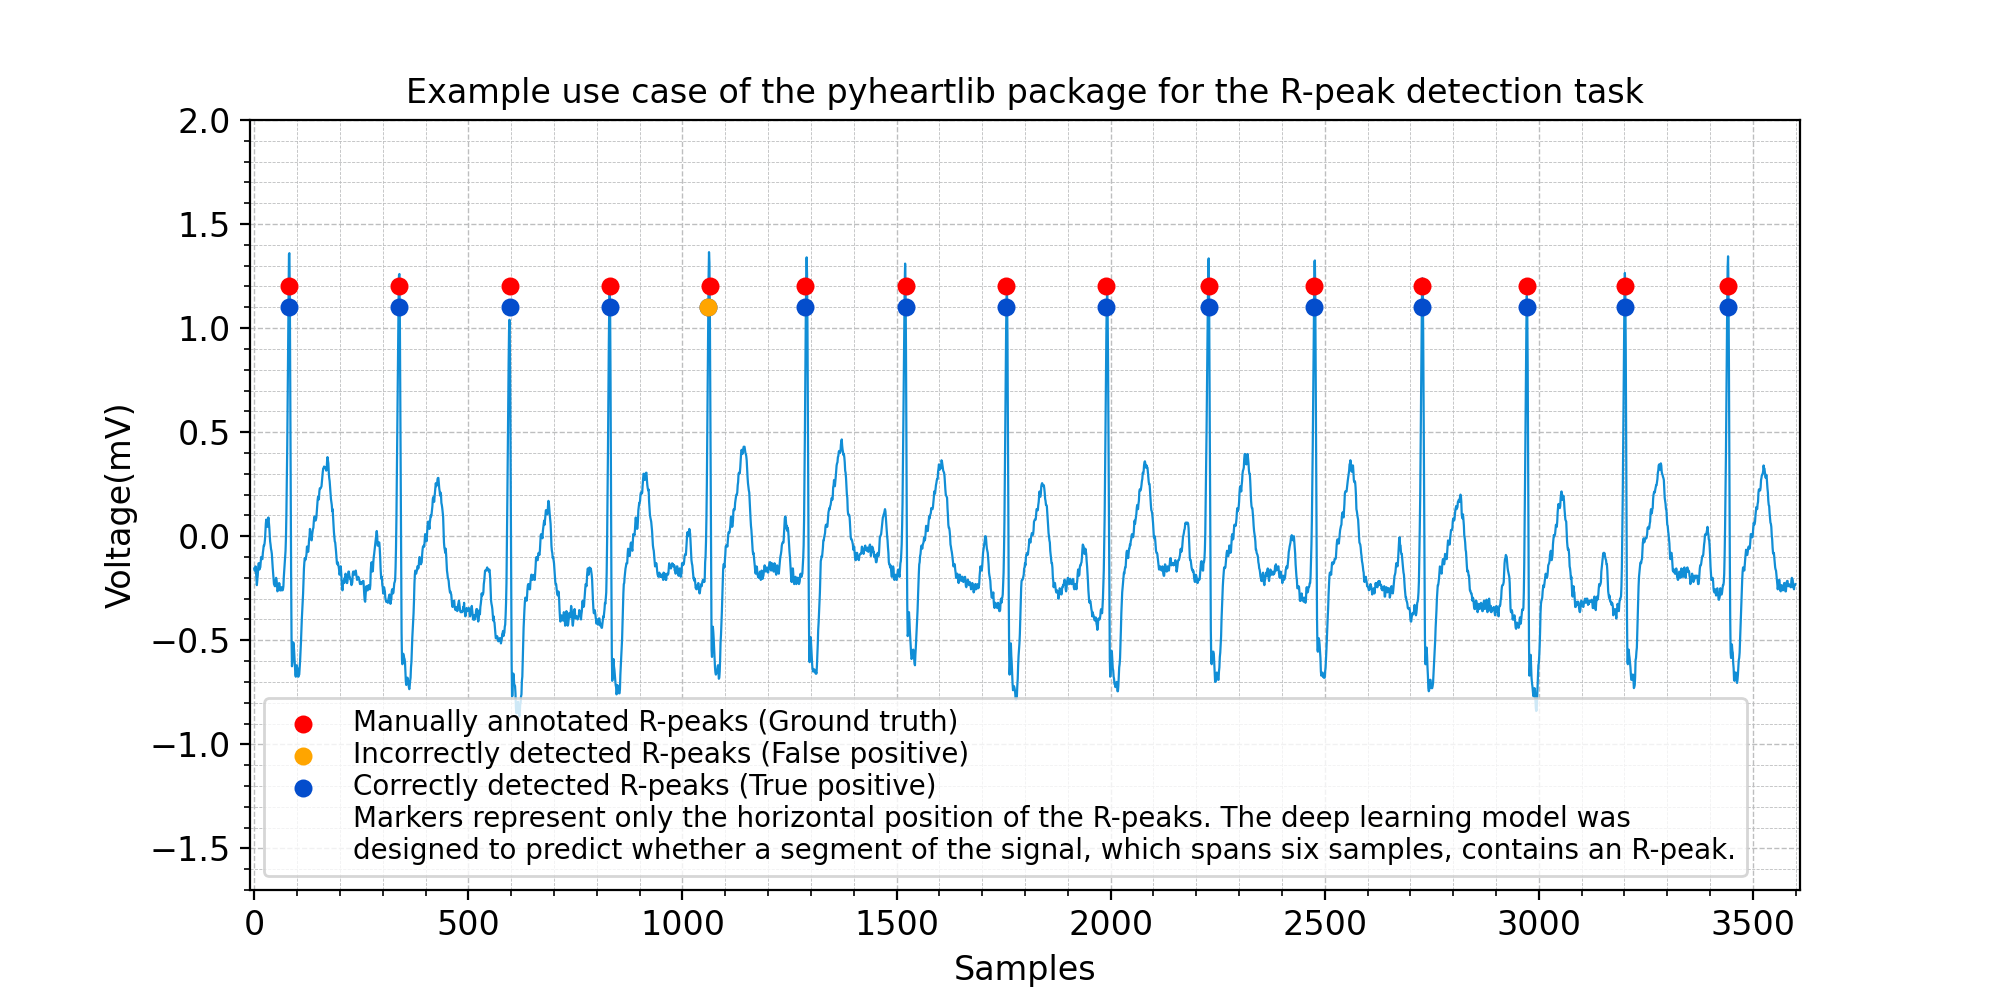 Example use case of the pyheartlib package for the R-peak detection task
2.0
1.5
1.0
0.5
0.0
−0.5
−1.0
−1.5
Voltage(mV)
Manually annotated R-peaks (Ground truth)
Incorrectly detected R-peaks (False positive)
Correctly detected R-peaks (True positive)
Markers represent only the horizontal position of the R-peaks. The deep learning model was
designed to predict whether a segment of the signal, which spans six samples, contains an R-peak.
0 500 1000 1500 2000 2500 3000 3500
Samples